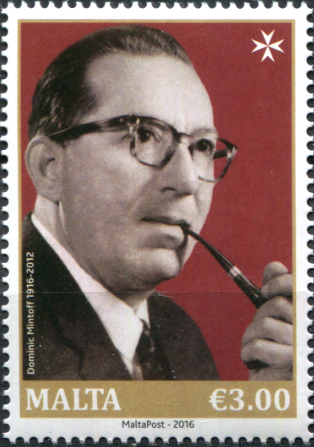 Dominic Mintoff 1916-2012
MALTA €3.00
MaltaPost - 2016